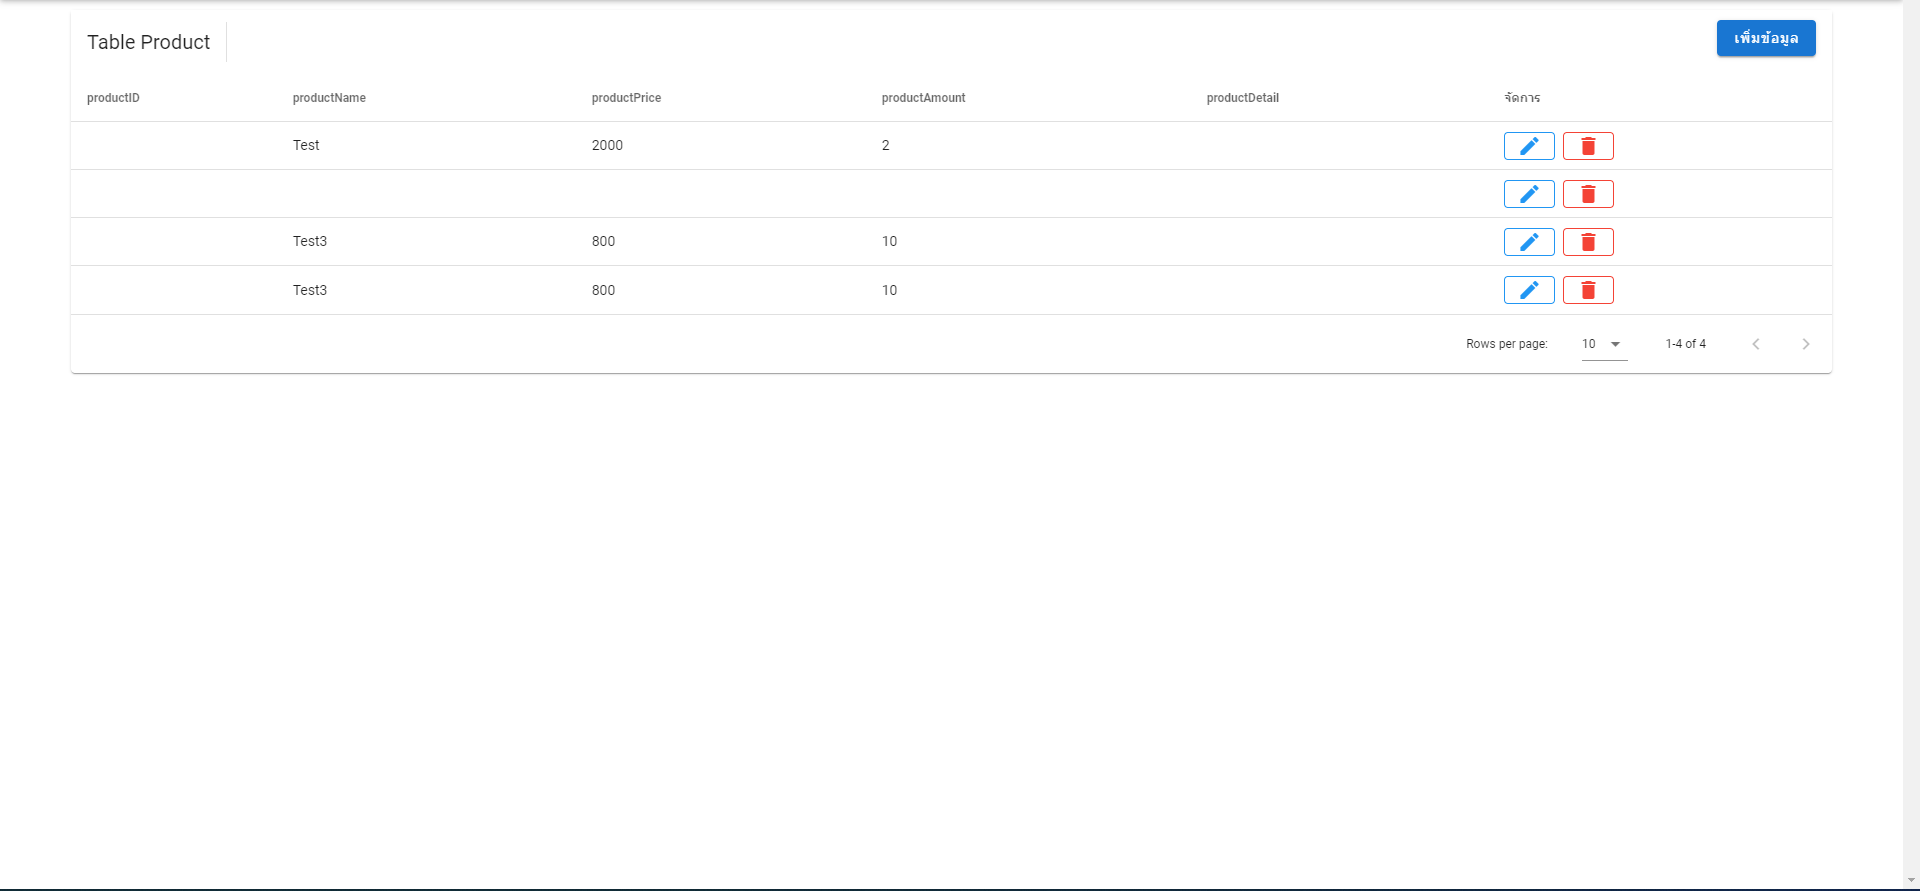 Table Product
เพิ่มข้อมูล
productID productName productPrice productAmount productDetail จัดการ
Test 2000 2
Test3 800 10
Test3 800 10
Rows per page: 10 1-4 of 4